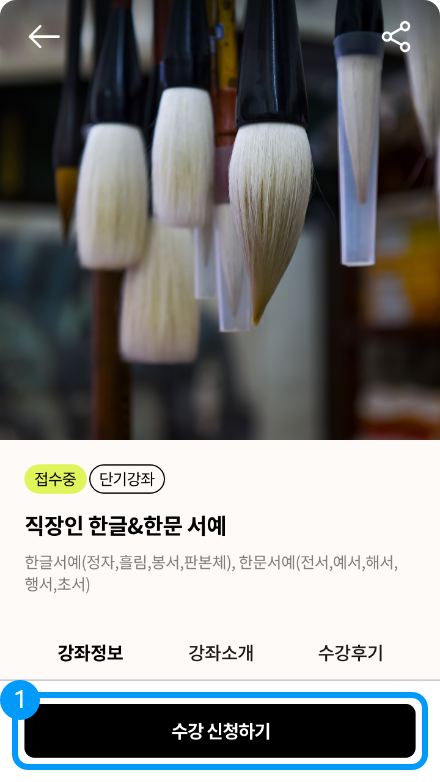 접수중 단기강좌
직장인 한글&한문 서예
한글서예(정자,흘림,봉서,판본체), 한문서예(전서,예서,해서,
행서,초서)
강좌정보 강좌소개 수강후기
1
수강 신청하기